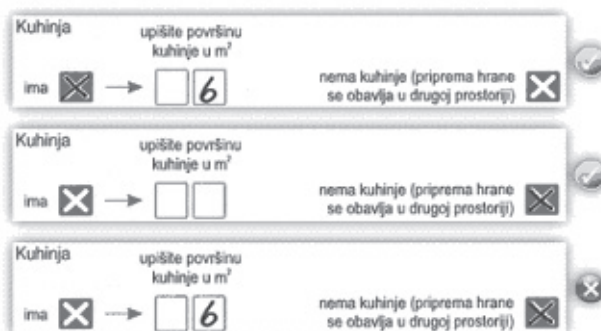 Kuhinja
upišite površinu
kuhinje u m²
ima → 6
nema kuhinje (priprema hrane
se obavlja u drugoj prostoriji)
Kuhinja
upišite površinu
kuhinje u m²
ima →
nema kuhinje (priprema hrane
se obavlja u drugoj prostoriji)
Kuhinja
upišite površinu
kuhinje u m²
ima → 6
nema kuhinje (priprema hrane
se obavlja u drugoj prostoriji)